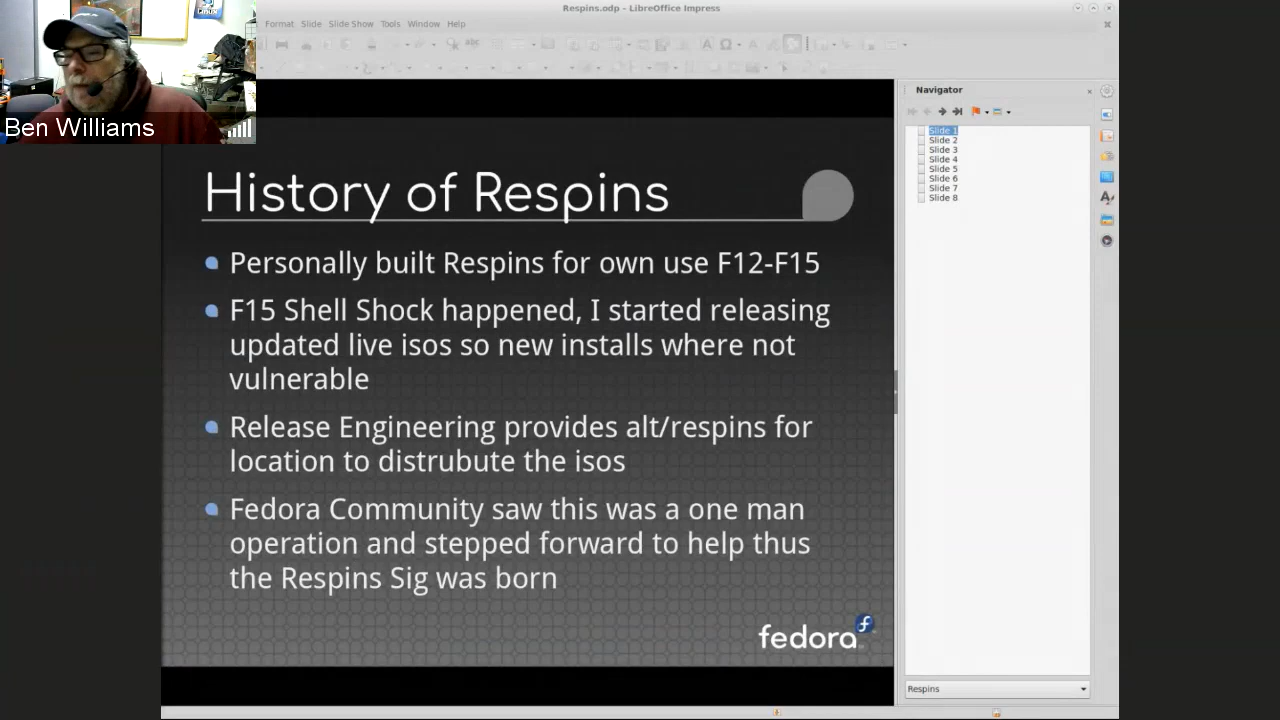 Respins.odp - LibreOffice Impress
Format Slide Slide Show Tools Window Help
Ben Williams
Navigator
Slide 1
Slide 2
Slide 3
Slide 4
Slide 5
Slide 6
Slide 7
Slide 8
History of Respins
Personally built Respins for own use F12-F15
F15 Shell Shock happened, I started releasing
updated live isos so new installs where not
vulnerable
Release Engineering provides alt/respins for
location to distrubute the isos
Fedora Community saw this was a one man
operation and stepped forward to help thus
the Respins Sig was born
fedora
Respins